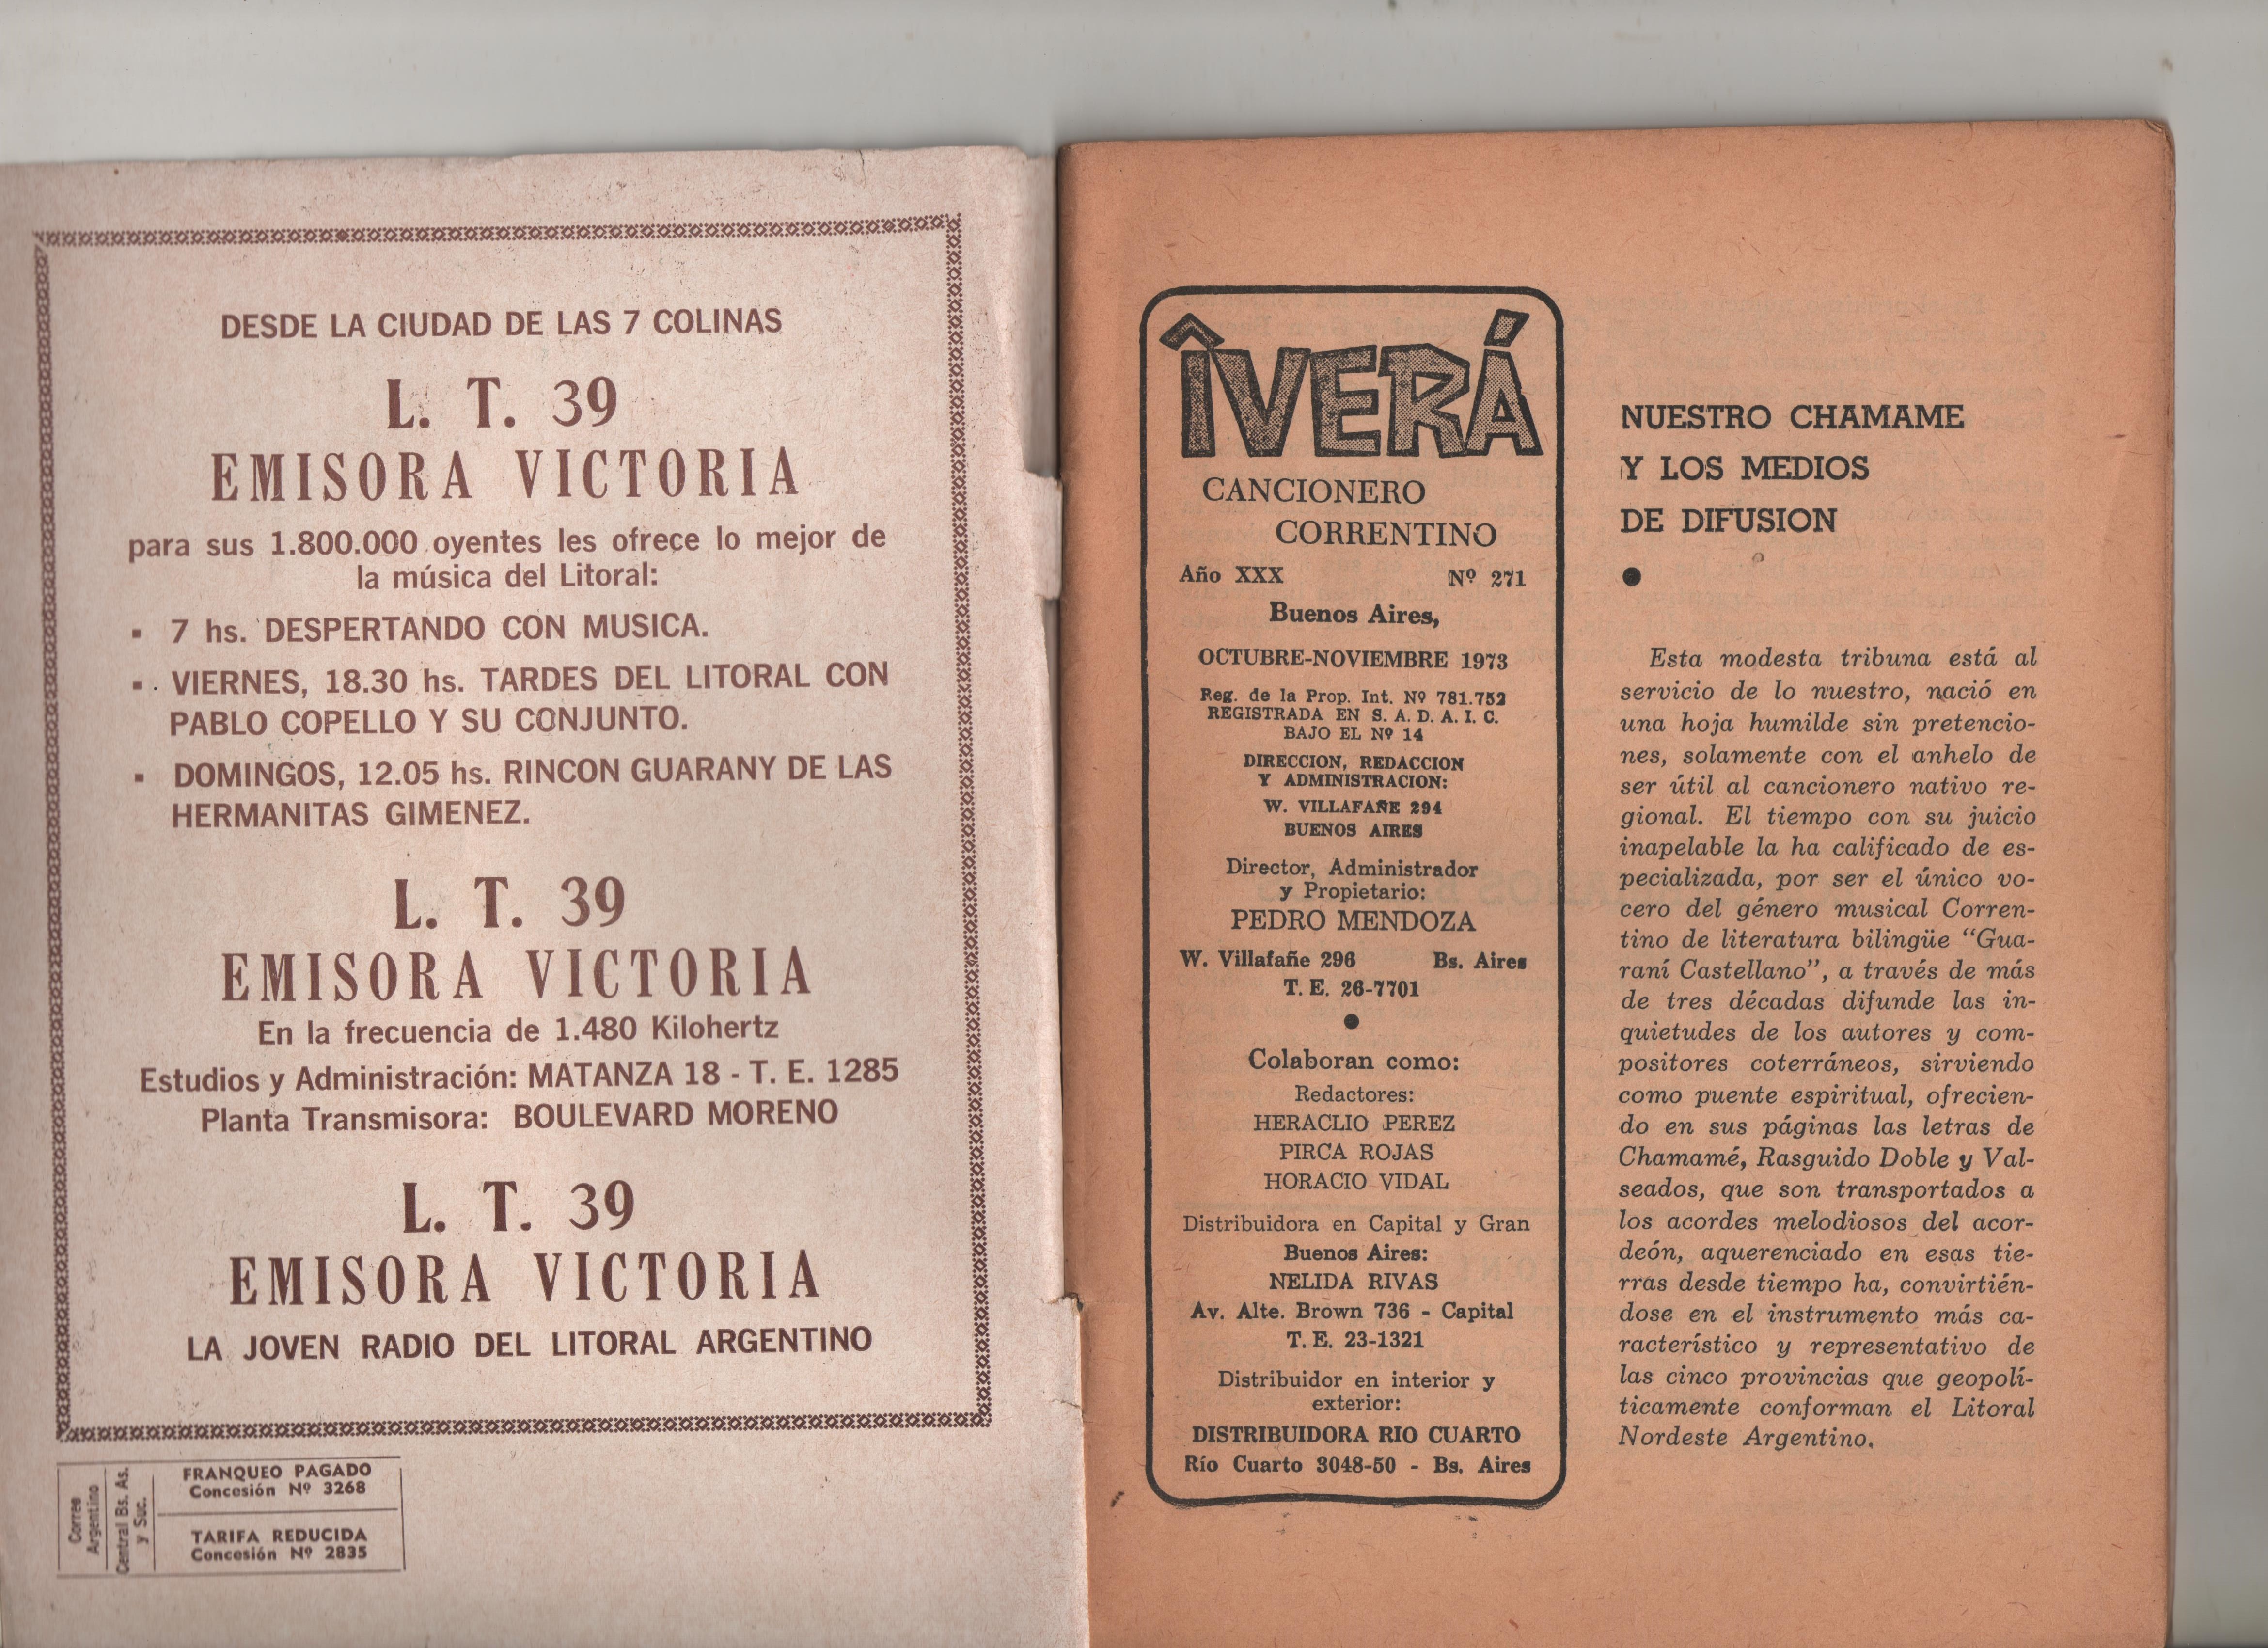 DESDE LA CIUDAD DE LAS 7 COLINAS
L. T. 39
EMISORA VICTORIA
para sus 1.800.000 oyentes les ofrece lo mejor de
la música del Litoral:
▪ 7 hs. DESPERTANDO CON MUSICA.
▪ VIERNES, 18.30 hs. TARDES DEL LITORAL CON
PABLO COPELLO Y SU CONJUNTO.
▪ DOMINGOS, 12.05 hs. RINCON GUARANY DE LAS
HERMANITAS GIMENEZ.
L. T. 39
EMISORA VICTORIA
En la frecuencia de 1.480 Kilohertz
Estudios y Administración: MATANZA 18 - T. E. 1285
Planta Transmisora: BOULEVARD MORENO
L. T. 39
EMISORA VICTORIA
LA JOVEN RADIO DEL LITORAL ARGENTINO
Correo
Argentino
Central Bs. As.
y Suc.
FRANQUEO PAGADO
Concesión Nº 3268
TARIFA REDUCIDA
Concesión Nº 2835
ÎVERÁ
CANCIONERO
CORRENTINO
Año XXX Nº 271
Buenos Aires,
OCTUBRE-NOVIEMBRE 1973
Reg. de la Prop. Int. Nº 781.752
REGISTRADA EN S. A. D. A. I. C.
BAJO EL Nº 14
DIRECCION, REDACCION
Y ADMINISTRACION:
W. VILLAFAÑE 294
BUENOS AIRES
Director, Administrador
y Propietario:
PEDRO MENDOZA
W. Villafañe 296 Bs. Aires
T. E. 26-7701
●
Colaboran como:
Redactores:
HERACLIO PEREZ
PIRCA ROJAS
HORACIO VIDAL
Distribuidora en Capital y Gran
Buenos Aires:
NELIDA RIVAS
Av. Alte. Brown 736 - Capital
T. E. 23-1321
Distribuidor en interior y
exterior:
DISTRIBUIDORA RIO CUARTO
Río Cuarto 3048-50 - Bs. Aires
NUESTRO CHAMAME
Y LOS MEDIOS
DE DIFUSION
●
Esta modesta tribuna está al
servicio de lo nuestro, nació en
una hoja humilde sin pretencio-
nes, solamente con el anhelo de
ser útil al cancionero nativo re-
gional. El tiempo con su juicio
inapelable la ha calificado de es-
pecializada, por ser el único vo-
cero del género musical Corren-
tino de literatura bilingüe "Gua-
raní Castellano", a través de más
de tres décadas difunde las in-
quietudes de los autores y com-
positores coterráneos, sirviendo
como puente espiritual, ofrecien-
do en sus páginas las letras de
Chamamé, Rasguido Doble y Val-
seados, que son transportados a
los acordes melodiosos del acor-
deón, aquerenciado en esas tie-
rras desde tiempo ha, convirtién-
dose en el instrumento más ca-
racterístico y representativo de
las cinco provincias que geopolí-
ticamente conforman el Litoral
Nordeste Argentino.